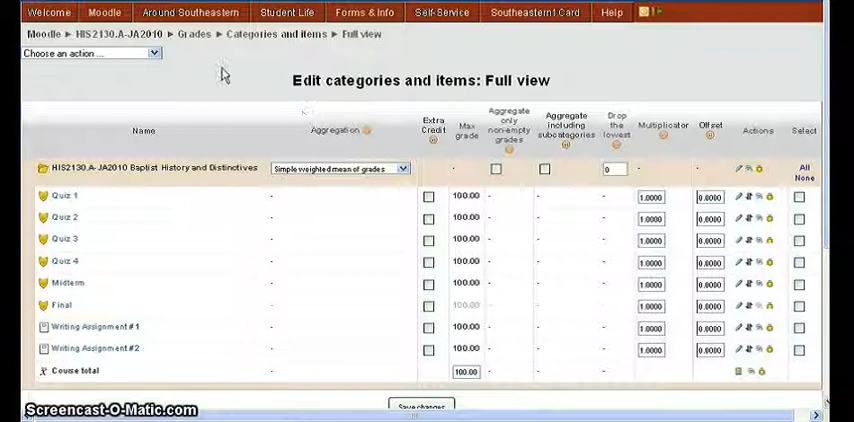 Welcome Moodle Around Southeastern Student Life Forms & Info Self-Service Southeastern1 Card Help
Moodle ► HIS2130.A-JA2010 ► Grades ► Categories and items ► Full view
Choose an action ...
Edit categories and items: Full view
Name Aggregation Extra Credit Max grade Aggregate only non-empty grades Aggregate including subcategories Drop the lowest Multiplicator Offset Actions Select
HIS2130.A-JA2010 Baptist History and Distinctives Simple weighted mean of grades - 0 - - All None
Quiz 1 - 100.00 - - - 1.0000 0.0000
Quiz 2 - 100.00 - - - 1.0000 0.0000
Quiz 3 - 100.00 - - - 1.0000 0.0000
Quiz 4 - 100.00 - - - 1.0000 0.0000
Midterm - 100.00 - - - 1.0000 0.0000
Final - 100.00 - - - 1.0000 0.0000
Writing Assignment #1 - 100.00 - - - 1.0000 0.0000
Writing Assignment #2 - 100.00 - - - 1.0000 0.0000
Course total - 100.00 - - - - -
Save changes
Screencast-O-Matic.com